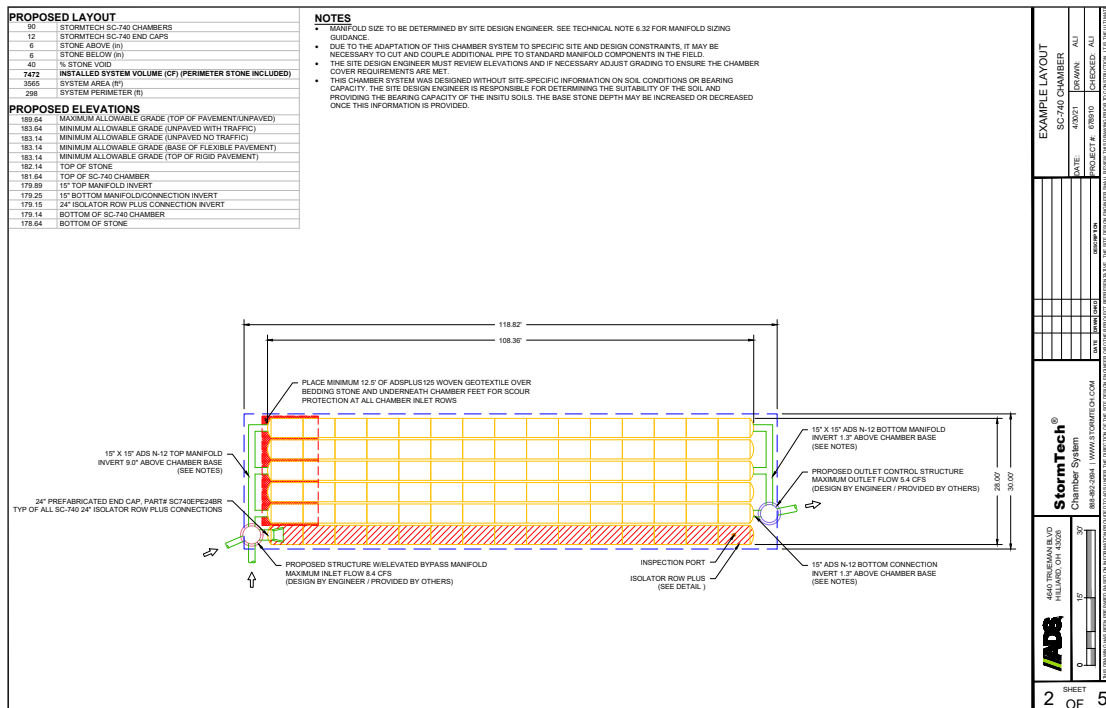 PROPOSED LAYOUT
90 STORMTECH SC-740 CHAMBERS
12 STORMTECH SC-740 END CAPS
6 STONE ABOVE (in)
6 STONE BELOW (in)
40 % STONE VOID
7472 INSTALLED SYSTEM VOLUME (CF) (PERIMETER STONE INCLUDED)
3565 SYSTEM AREA (ft²)
298 SYSTEM PERIMETER (ft)
PROPOSED ELEVATIONS
189.64 MAXIMUM ALLOWABLE GRADE (TOP OF PAVEMENT/UNPAVED)
183.64 MINIMUM ALLOWABLE GRADE (UNPAVED WITH TRAFFIC)
183.14 MINIMUM ALLOWABLE GRADE (UNPAVED NO TRAFFIC)
183.14 MINIMUM ALLOWABLE GRADE (BASE OF FLEXIBLE PAVEMENT)
183.14 MINIMUM ALLOWABLE GRADE (TOP OF RIGID PAVEMENT)
182.14 TOP OF STONE
181.64 TOP OF SC-740 CHAMBER
179.89 15" TOP MANIFOLD INVERT
179.25 15" BOTTOM MANIFOLD/CONNECTION INVERT
179.15 24" ISOLATOR ROW PLUS CONNECTION INVERT
179.14 BOTTOM OF SC-740 CHAMBER
178.64 BOTTOM OF STONE
NOTES
• MANIFOLD SIZE TO BE DETERMINED BY SITE DESIGN ENGINEER. SEE TECHNICAL NOTE 6.32 FOR MANIFOLD SIZING
GUIDANCE.
• DUE TO THE ADAPTATION OF THIS CHAMBER SYSTEM TO SPECIFIC SITE AND DESIGN CONSTRAINTS, IT MAY BE
NECESSARY TO CUT AND COUPLE ADDITIONAL PIPE TO STANDARD MANIFOLD COMPONENTS IN THE FIELD.
• THE SITE DESIGN ENGINEER MUST REVIEW ELEVATIONS AND IF NECESSARY ADJUST GRADING TO ENSURE THE CHAMBER
COVER REQUIREMENTS ARE MET.
• THIS CHAMBER SYSTEM WAS DESIGNED WITHOUT SITE-SPECIFIC INFORMATION ON SOIL CONDITIONS OR BEARING
CAPACITY. THE SITE DESIGN ENGINEER IS RESPONSIBLE FOR DETERMINING THE SUITABILITY OF THE SOIL AND
PROVIDING THE BEARING CAPACITY OF THE INSITU SOILS. THE BASE STONE DEPTH MAY BE INCREASED OR DECREASED
ONCE THIS INFORMATION IS PROVIDED.
118.82'
108.36'
PLACE MINIMUM 12.5' OF ADSPLUS125 WOVEN GEOTEXTILE OVER
BEDDING STONE AND UNDERNEATH CHAMBER FEET FOR SCOUR
PROTECTION AT ALL CHAMBER INLET ROWS
15" X 15" ADS N-12 TOP MANIFOLD
INVERT 9.0" ABOVE CHAMBER BASE
(SEE NOTES)
24" PREFABRICATED END CAP, PART# SC740EPE24BR
TYP OF ALL SC-740 24" ISOLATOR ROW PLUS CONNECTIONS
PROPOSED STRUCTURE W/ELEVATED BYPASS MANIFOLD
MAXIMUM INLET FLOW 8.4 CFS
(DESIGN BY ENGINEER / PROVIDED BY OTHERS)
15" X 15" ADS N-12 BOTTOM MANIFOLD
INVERT 1.3" ABOVE CHAMBER BASE
(SEE NOTES)
PROPOSED OUTLET CONTROL STRUCTURE
MAXIMUM OUTLET FLOW 5.4 CFS
(DESIGN BY ENGINEER / PROVIDED BY OTHERS)
INSPECTION PORT
ISOLATOR ROW PLUS
(SEE DETAIL )
15" ADS N-12 BOTTOM CONNECTION
INVERT 1.3" ABOVE CHAMBER BASE
(SEE NOTES)
28.00'
30.00'
EXAMPLE LAYOUT
SC-740 CHAMBER
DATE: 4/30/21 DRAWN: ALI
PROJECT #: 678910 CHECKED: ALI
DATE DRWN CHKD DESCRIPTION
StormTech®
Chamber System
888-892-2694 | WWW.STORMTECH.COM
4640 TRUEMAN BLVD
HILLIARD, OH 43026
ADS
0 15' 30'
SHEET
2 OF 5